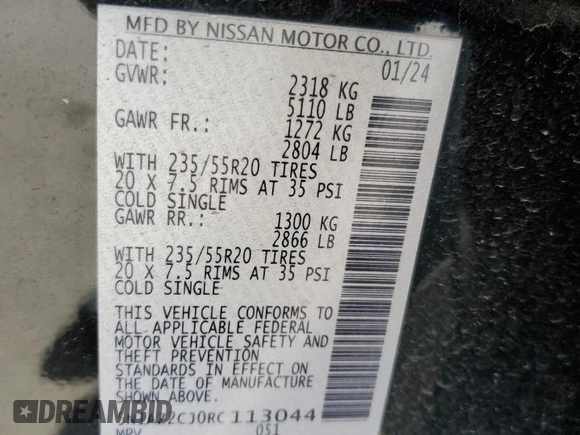 MFD BY NISSAN MOTOR CO., LTD.
DATE: 01/24
GVWR: 2318 KG
5110 LB
GAWR FR.: 1272 KG
2804 LB
WITH 235/55R20 TIRES
20 X 7.5 RIMS AT 35 PSI
COLD SINGLE
GAWR RR.: 1300 KG
2866 LB
WITH 235/55R20 TIRES
20 X 7.5 RIMS AT 35 PSI
COLD SINGLE
THIS VEHICLE CONFORMS TO
ALL APPLICABLE FEDERAL
MOTOR VEHICLE SAFETY AND
THEFT PREVENTION
STANDARDS IN EFFECT ON
THE DATE OF MANUFACTURE
113044
MPV 051
DREAMBID